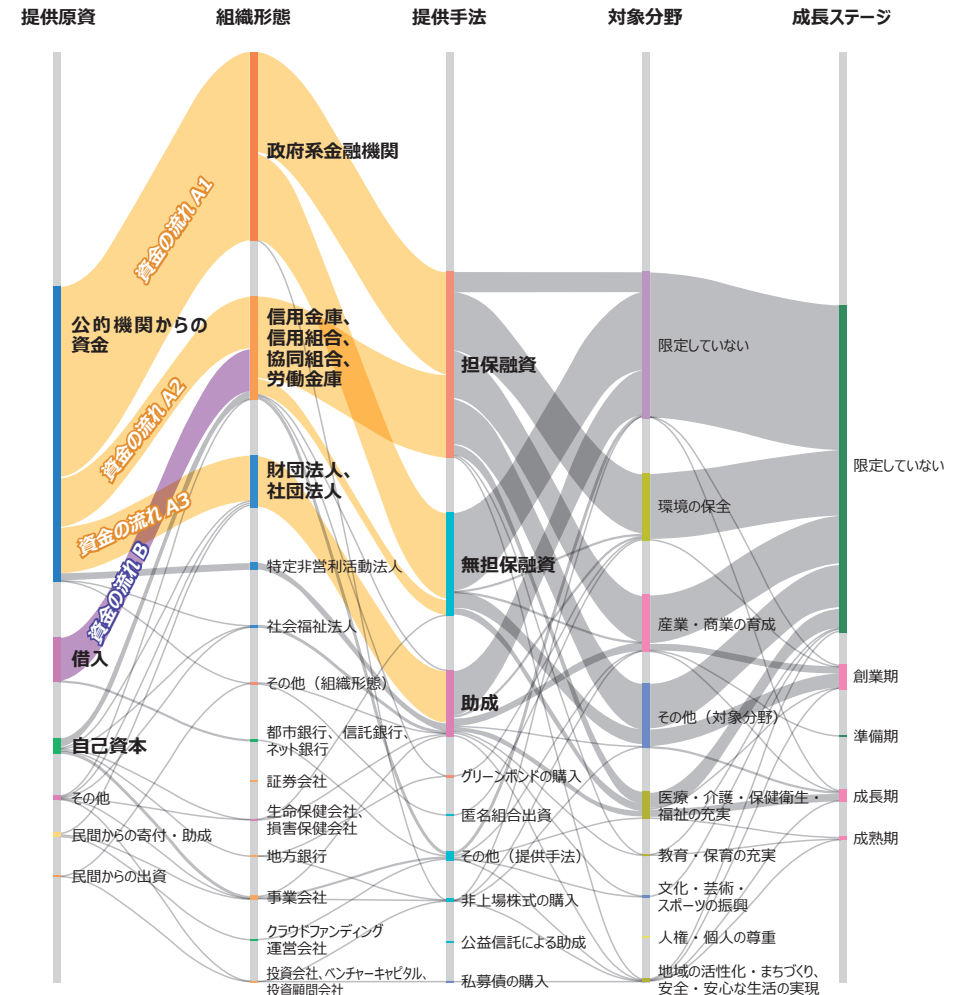 提供原資
組織形態
提供手法
対象分野
成長ステージ
公的機関からの
資金
借入
自己資本
その他
民間からの寄付・助成
民間からの出資
資金の流れ A1
資金の流れ A2
資金の流れ A3
資金の流れ B
政府系金融機関
信用金庫、
信用組合、
協同組合、
労働金庫
財団法人、
社団法人
特定非営利活動法人
社会福祉法人
その他（組織形態）
都市銀行、信託銀行、
ネット銀行
証券会社
生命保健会社、
損害保健会社
地方銀行
事業会社
クラウドファンディング
運営会社
投資会社、ベンチャーキャピタル、
投資顧問会社
担保融資
無担保融資
助成
グリーンボンドの購入
匿名組合出資
その他（提供手法）
非上場株式の購入
公益信託による助成
私募債の購入
限定していない
環境の保全
産業・商業の育成
その他（対象分野）
医療・介護・保健衛生・
福祉の充実
教育・保育の充実
文化・芸術・
スポーツの振興
人権・個人の尊重
地域の活性化・まちづくり、
安全・安心な生活の実現
限定していない
創業期
準備期
成長期
成熟期